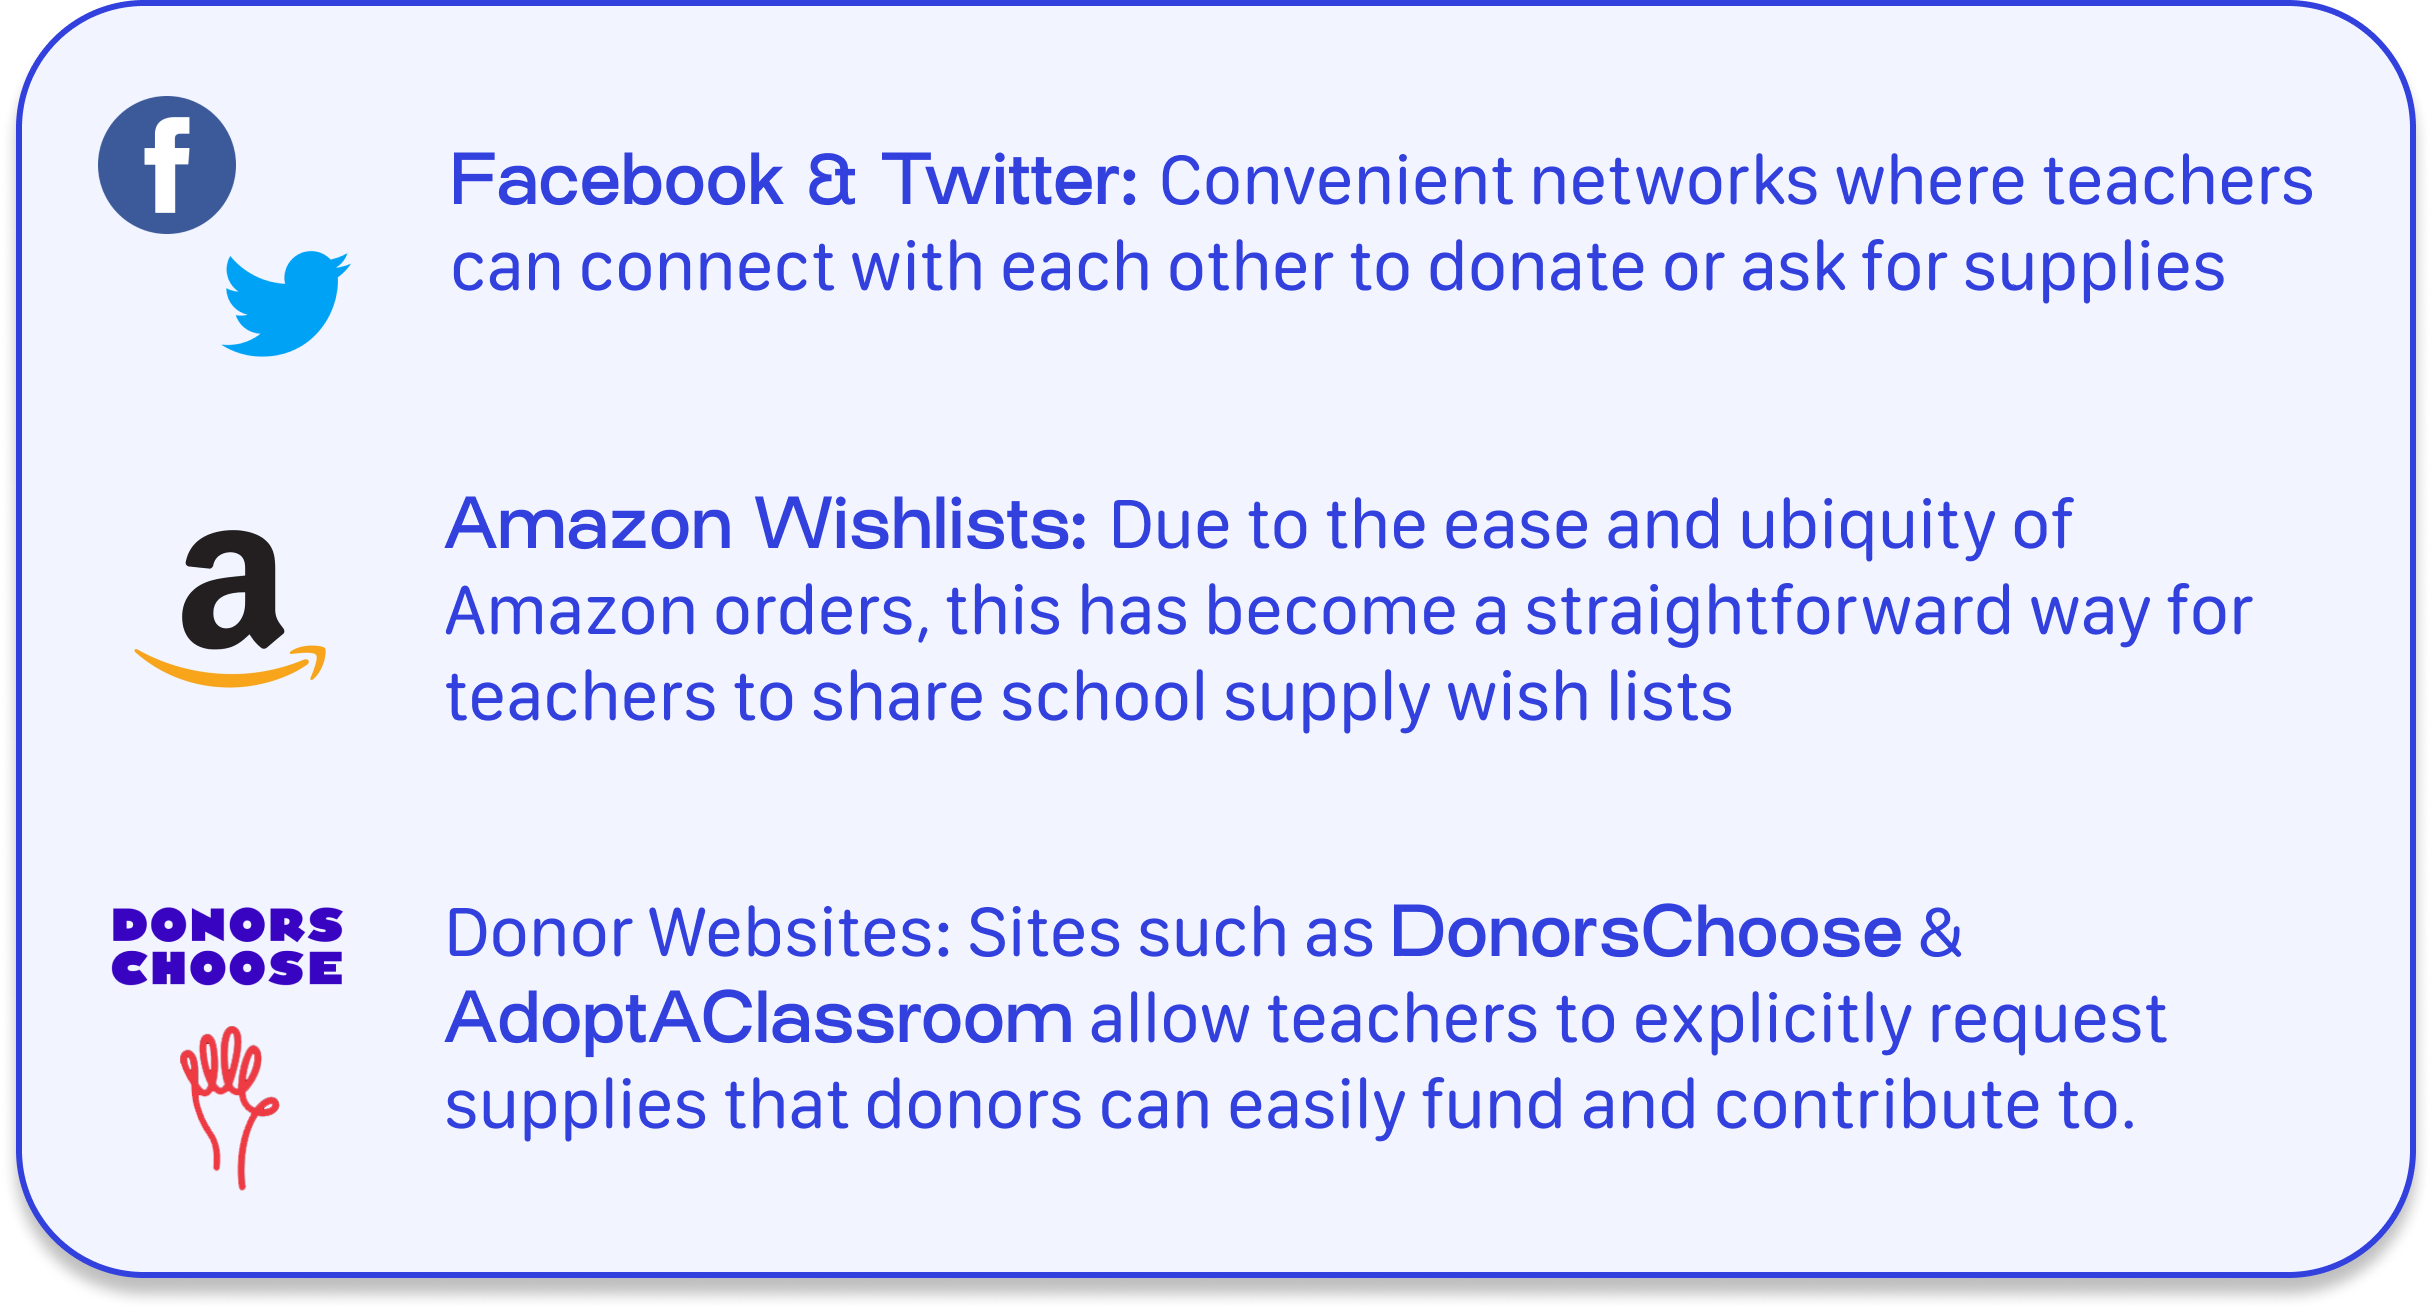 f
Facebook & Twitter: Convenient networks where teachers
can connect with each other to donate or ask for supplies
a
Amazon Wishlists: Due to the ease and ubiquity of
Amazon orders, this has become a straightforward way for
teachers to share school supply wish lists
DONORS
CHOOSE
Donor Websites: Sites such as DonorsChoose &
AdoptAClassroom allow teachers to explicitly request
supplies that donors can easily fund and contribute to.